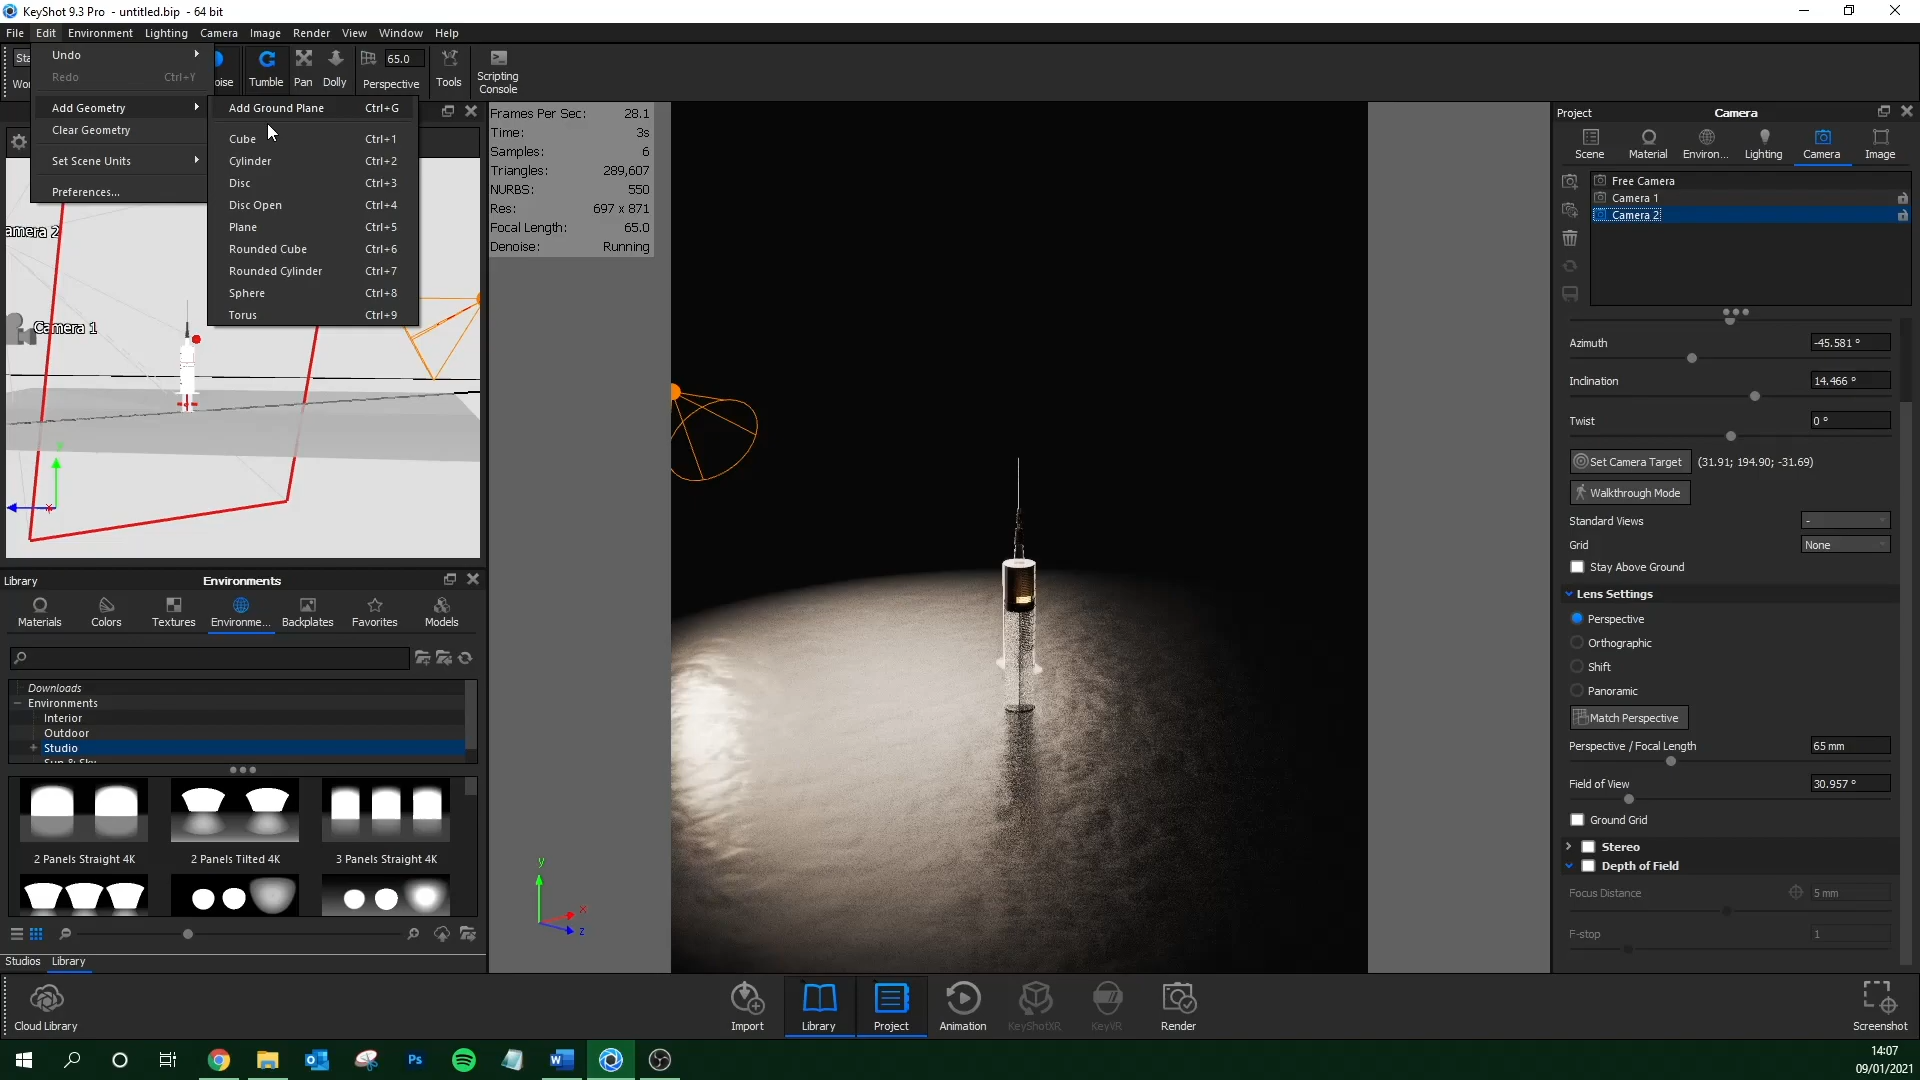 KeyShot 9.3 Pro - untitled.bip - 64 bit
File Edit Environment Lighting Camera Image Render View Window Help
Undo
Redo Ctrl+Y
Add Geometry
Clear Geometry
Set Scene Units
Preferences...
Add Ground Plane Ctrl+G
Cube Ctrl+1
Cylinder Ctrl+2
Disc Ctrl+3
Disc Open Ctrl+4
Plane Ctrl+5
Rounded Cube Ctrl+6
Rounded Cylinder Ctrl+7
Sphere Ctrl+8
Torus Ctrl+9
Tumble Pan Dolly 65.0 Perspective Tools Scripting Console
amera 2
Camera 1
Frames Per Sec: 28.1
Time: 3s
Samples: 6
Triangles: 289,607
NURBS: 550
Res: 697 x 871
Focal Length: 65.0
Denoise: Running
y
x
z
Library Environments
Materials Colors Textures Environme... Backplates Favorites Models
Downloads
Environments
Interior
Outdoor
Studio
2 Panels Straight 4K 2 Panels Tilted 4K 3 Panels Straight 4K
Studios Library
Project Camera
Scene Material Environ... Lighting Camera Image
Free Camera
Camera 1
Camera 2
Azimuth -45.581 °
Inclination 14.466 °
Twist 0 °
Set Camera Target (31.91; 194.90; -31.69)
Walkthrough Mode
Standard Views -
Grid None
Stay Above Ground
Lens Settings
Perspective
Orthographic
Shift
Panoramic
Match Perspective
Perspective / Focal Length 65 mm
Field of View 30.957 °
Ground Grid
Stereo
Depth of Field
Focus Distance 5 mm
F-stop 1
Cloud Library Import Library Project Animation KeyShotXR KeyVR Render Screenshot
14:07
09/01/2021